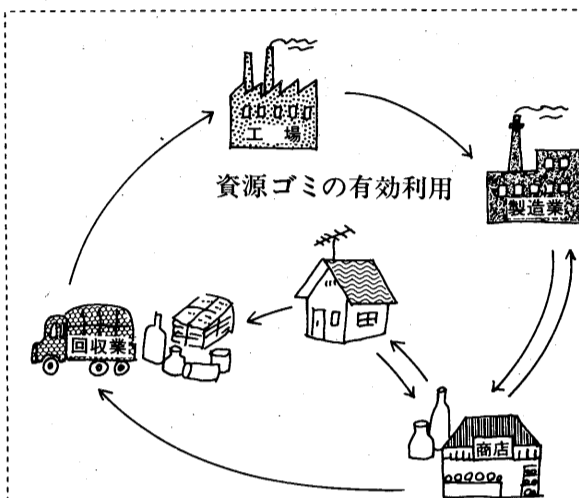 工場
資源ゴミの有効利用
製造業
回収業
商店